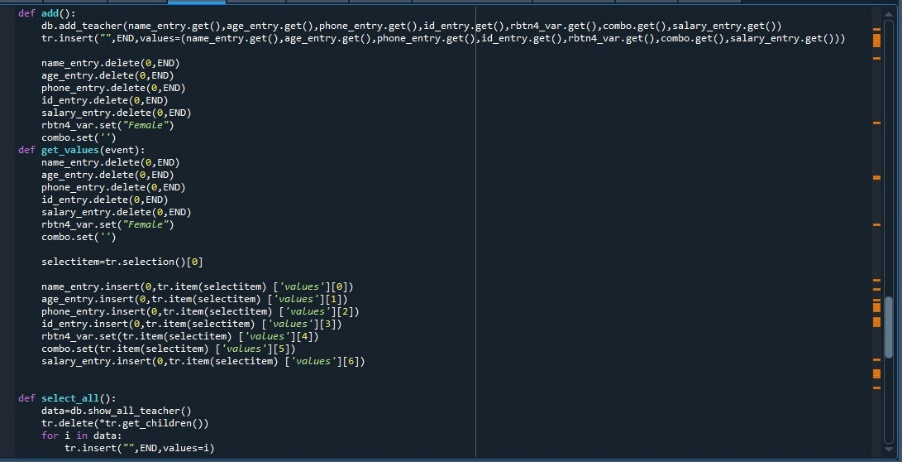 def add():
    db.add_teacher(name_entry.get(),age_entry.get(),phone_entry.get(),id_entry.get(),rbtn4_var.get(),combo.get(),salary_entry.get())
    tr.insert("",END,values=(name_entry.get(),age_entry.get(),phone_entry.get(),id_entry.get(),rbtn4_var.get(),combo.get(),salary_entry.get()))

    name_entry.delete(0,END)
    age_entry.delete(0,END)
    phone_entry.delete(0,END)
    id_entry.delete(0,END)
    salary_entry.delete(0,END)
    rbtn4_var.set("Female")
    combo.set('')
def get_values(event):
    name_entry.delete(0,END)
    age_entry.delete(0,END)
    phone_entry.delete(0,END)
    id_entry.delete(0,END)
    salary_entry.delete(0,END)
    rbtn4_var.set("Female")
    combo.set('')

    selectitem=tr.selection()[0]

    name_entry.insert(0,tr.item(selectitem) ['values'][0])
    age_entry.insert(0,tr.item(selectitem) ['values'][1])
    phone_entry.insert(0,tr.item(selectitem) ['values'][2])
    id_entry.insert(0,tr.item(selectitem) ['values'][3])
    rbtn4_var.set(tr.item(selectitem) ['values'][4])
    combo.set(tr.item(selectitem) ['values'][5])
    salary_entry.insert(0,tr.item(selectitem) ['values'][6])


def select_all():
    data=db.show_all_teacher()
    tr.delete(*tr.get_children())
    for i in data:
        tr.insert("",END,values=i)